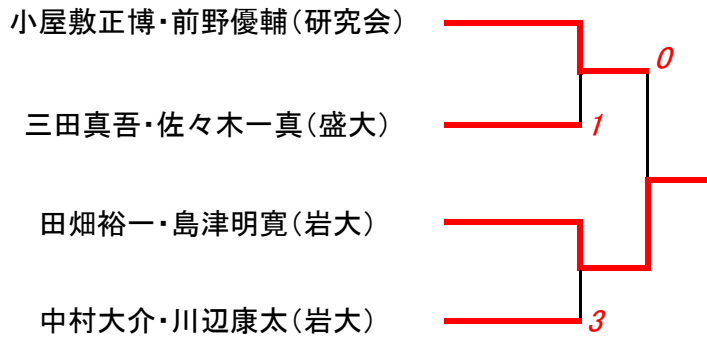 小屋敷正博・前野優輔(研究会)
0
三田真吾・佐々木一真(盛大)
1
田畑裕一・島津明寛(岩大)
中村大介・川辺康太(岩大)
3